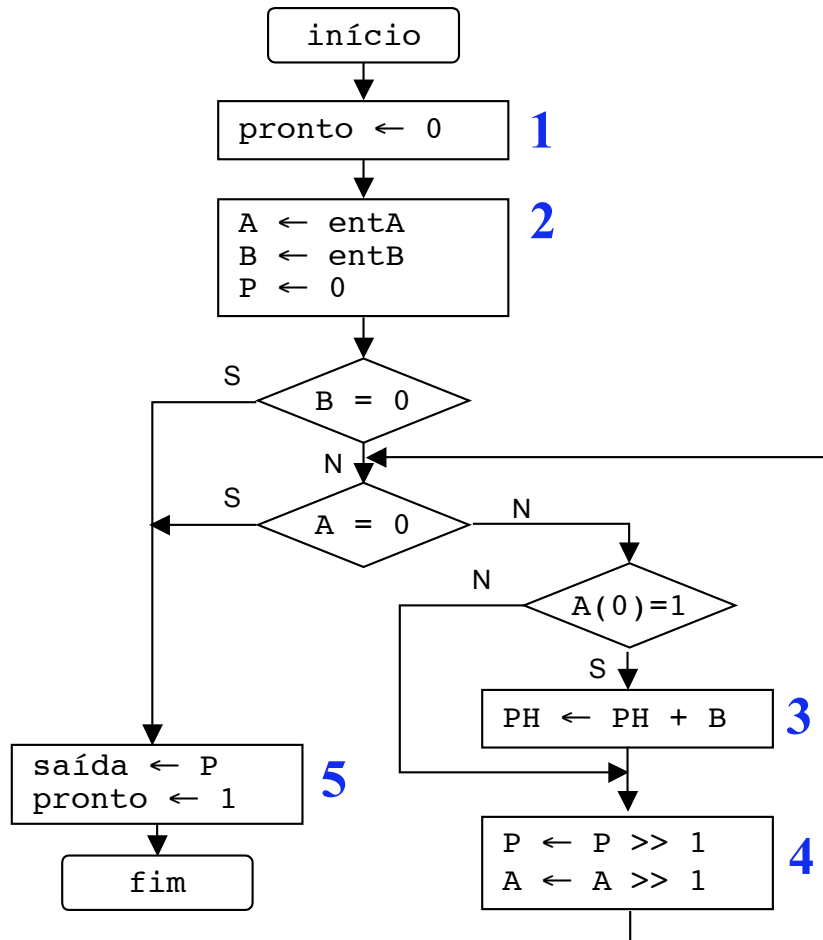 início
pronto ← 0
1
A ← entA
B ← entB
P ← 0
2
S
B = 0
N
S
A = 0
N
N
A(0)=1
S
PH ← PH + B
3
saída ← P
pronto ← 1
5
P ← P >> 1
A ← A >> 1
4
fim